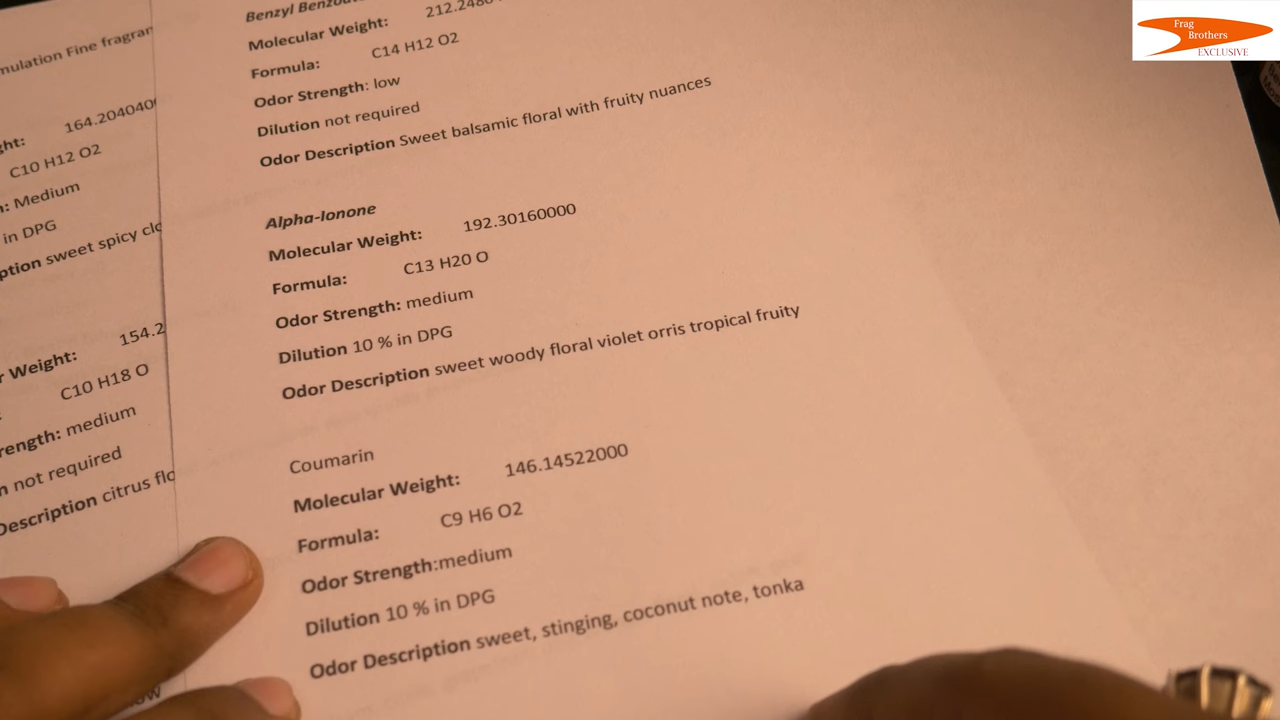 mulation Fine fragran
ght:
164.204040
C10 H12 O2
: Medium
in DPG
ption sweet spicy clo
154.2
r Weight:
C10 H18 O
rength: medium
n not required
Description citrus flo
ow
Benzyl Benzoa
Molecular Weight: 212.2480
Formula: C14 H12 O2
Odor Strength: low
Dilution not required
Odor Description Sweet balsamic floral with fruity nuances
Alpha-Ionone
Molecular Weight: 192.30160000
Formula: C13 H20 O
Odor Strength: medium
Dilution 10 % in DPG
Odor Description sweet woody floral violet orris tropical fruity
Coumarin
Molecular Weight: 146.14522000
Formula: C9 H6 O2
Odor Strength:medium
Dilution 10 % in DPG
Odor Description sweet, stinging, coconut note, tonka
Frag
Brothers
EXCLUSIVE